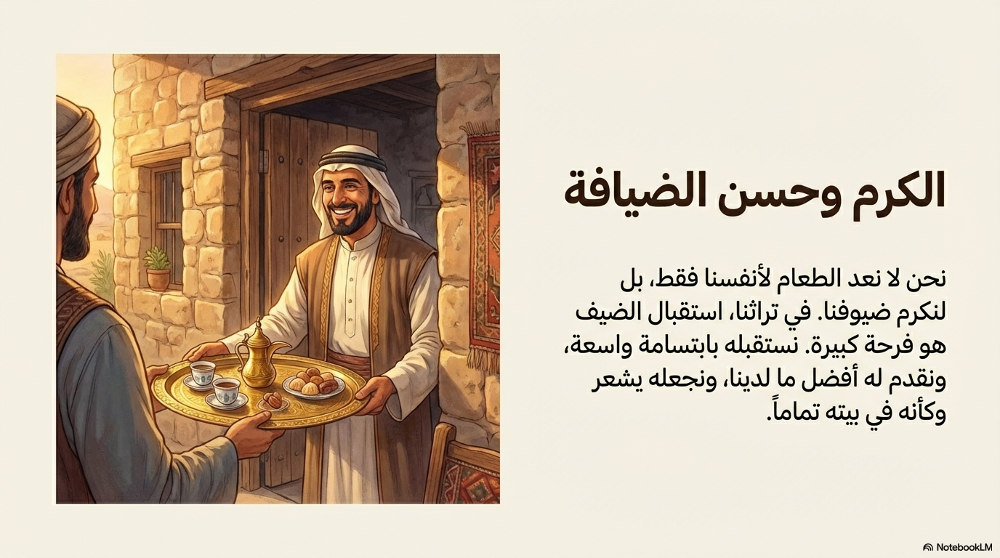 الكرم وحسن الضيافة
نحن لا نعد الطعام لأنفسنا فقط، بل
لنكرم ضيوفنا. في تراثنا، استقبال الضيف
هو فرحة كبيرة. نستقبله بابتسامة واسعة،
ونقدم له أفضل ما لدينا، ونجعله يشعر
وكأنه في بيته تماماً.
NotebookLM